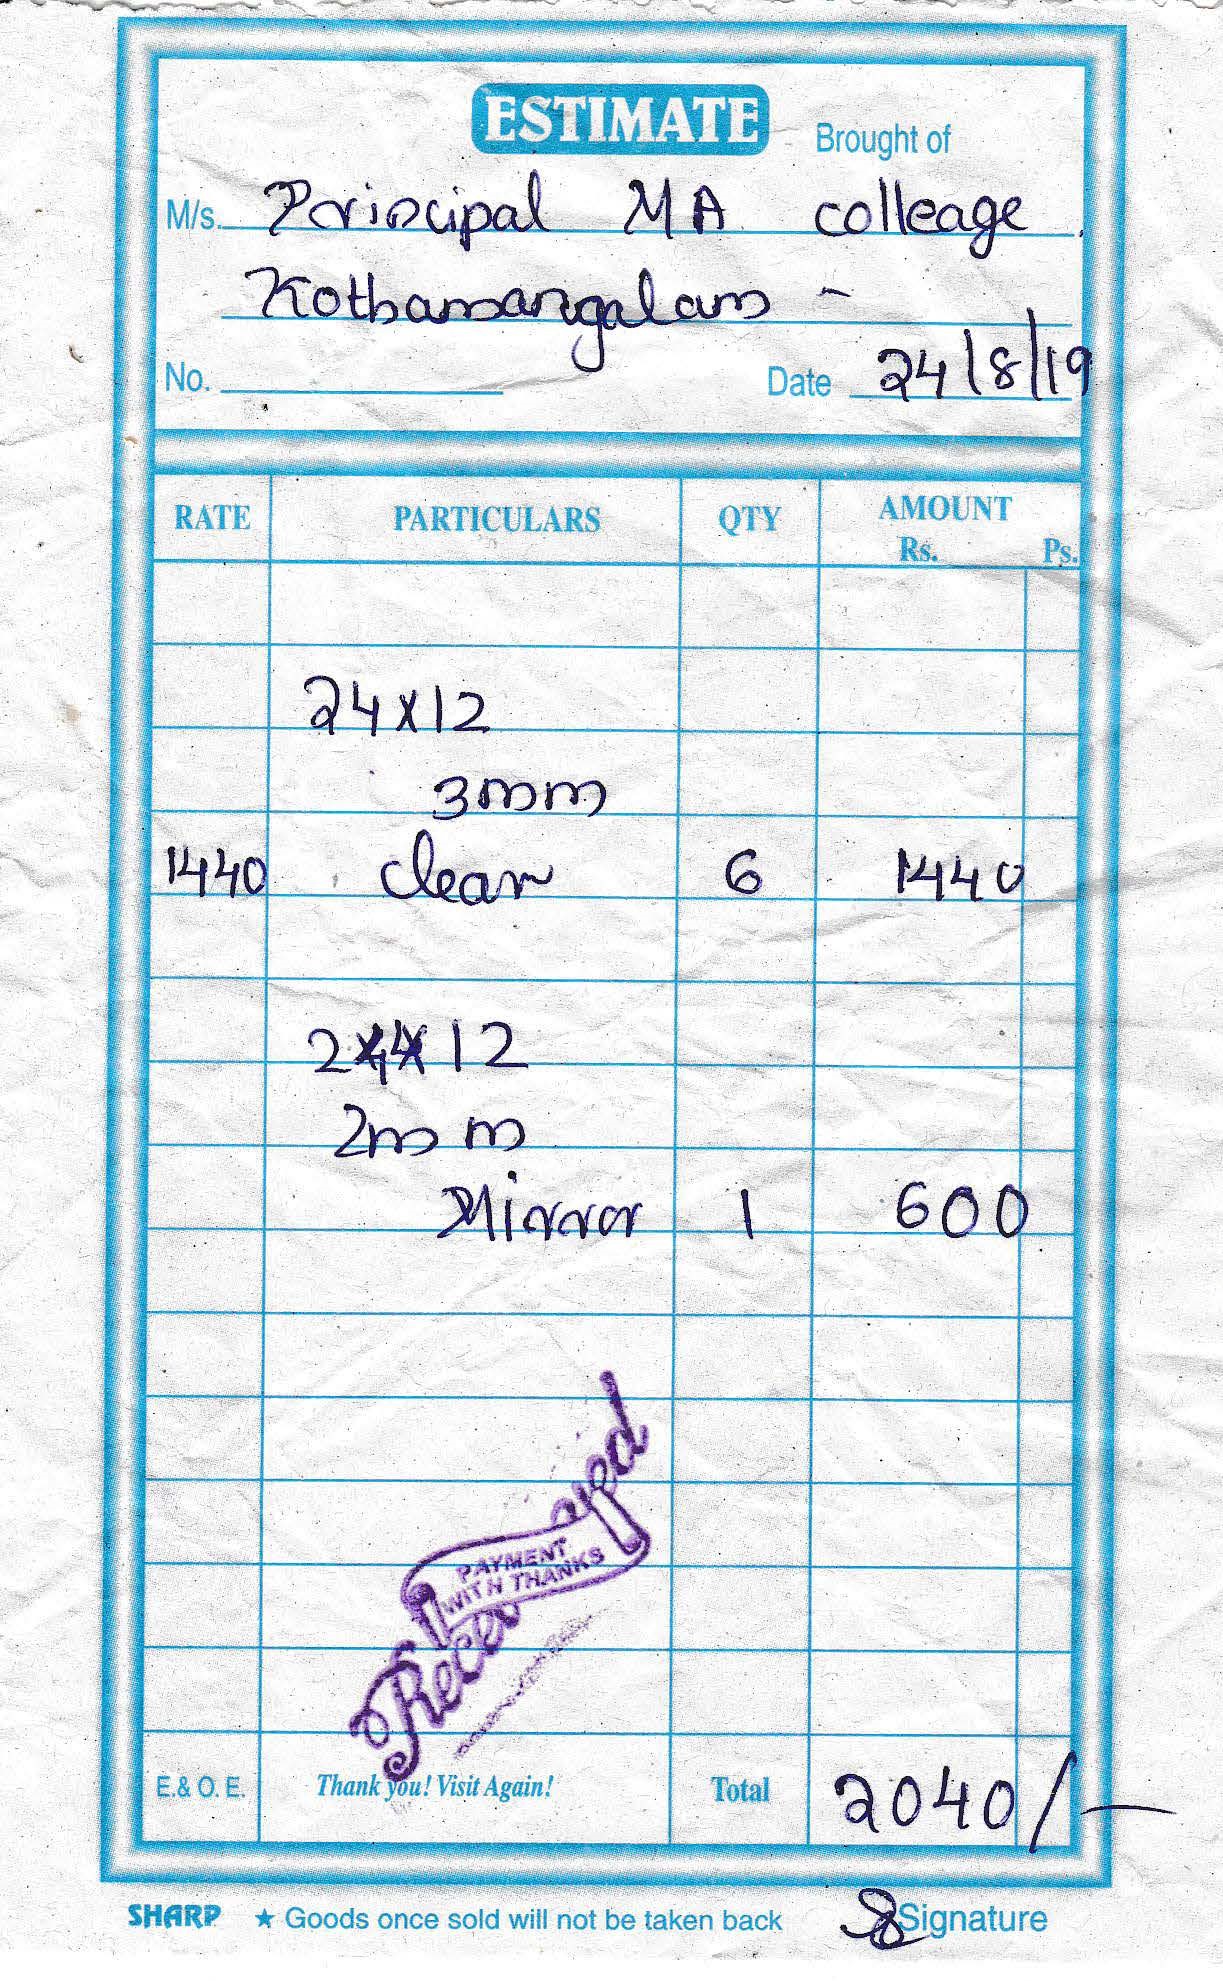 ESTIMATE
Brought of
M/s. Principal MA colleage
Kothamangalam -
No. Date 24/8/19
RATE PARTICULARS QTY AMOUNT
Rs. Ps.
24x12
3mm
1440 clear 6 1440
24x12
2mm
Mirror 1 600
Received
PAYMENT
WITH THANKS
E.& O. E. Thank you! Visit Again! Total 2040/-
SHARP ★ Goods once sold will not be taken back Signature